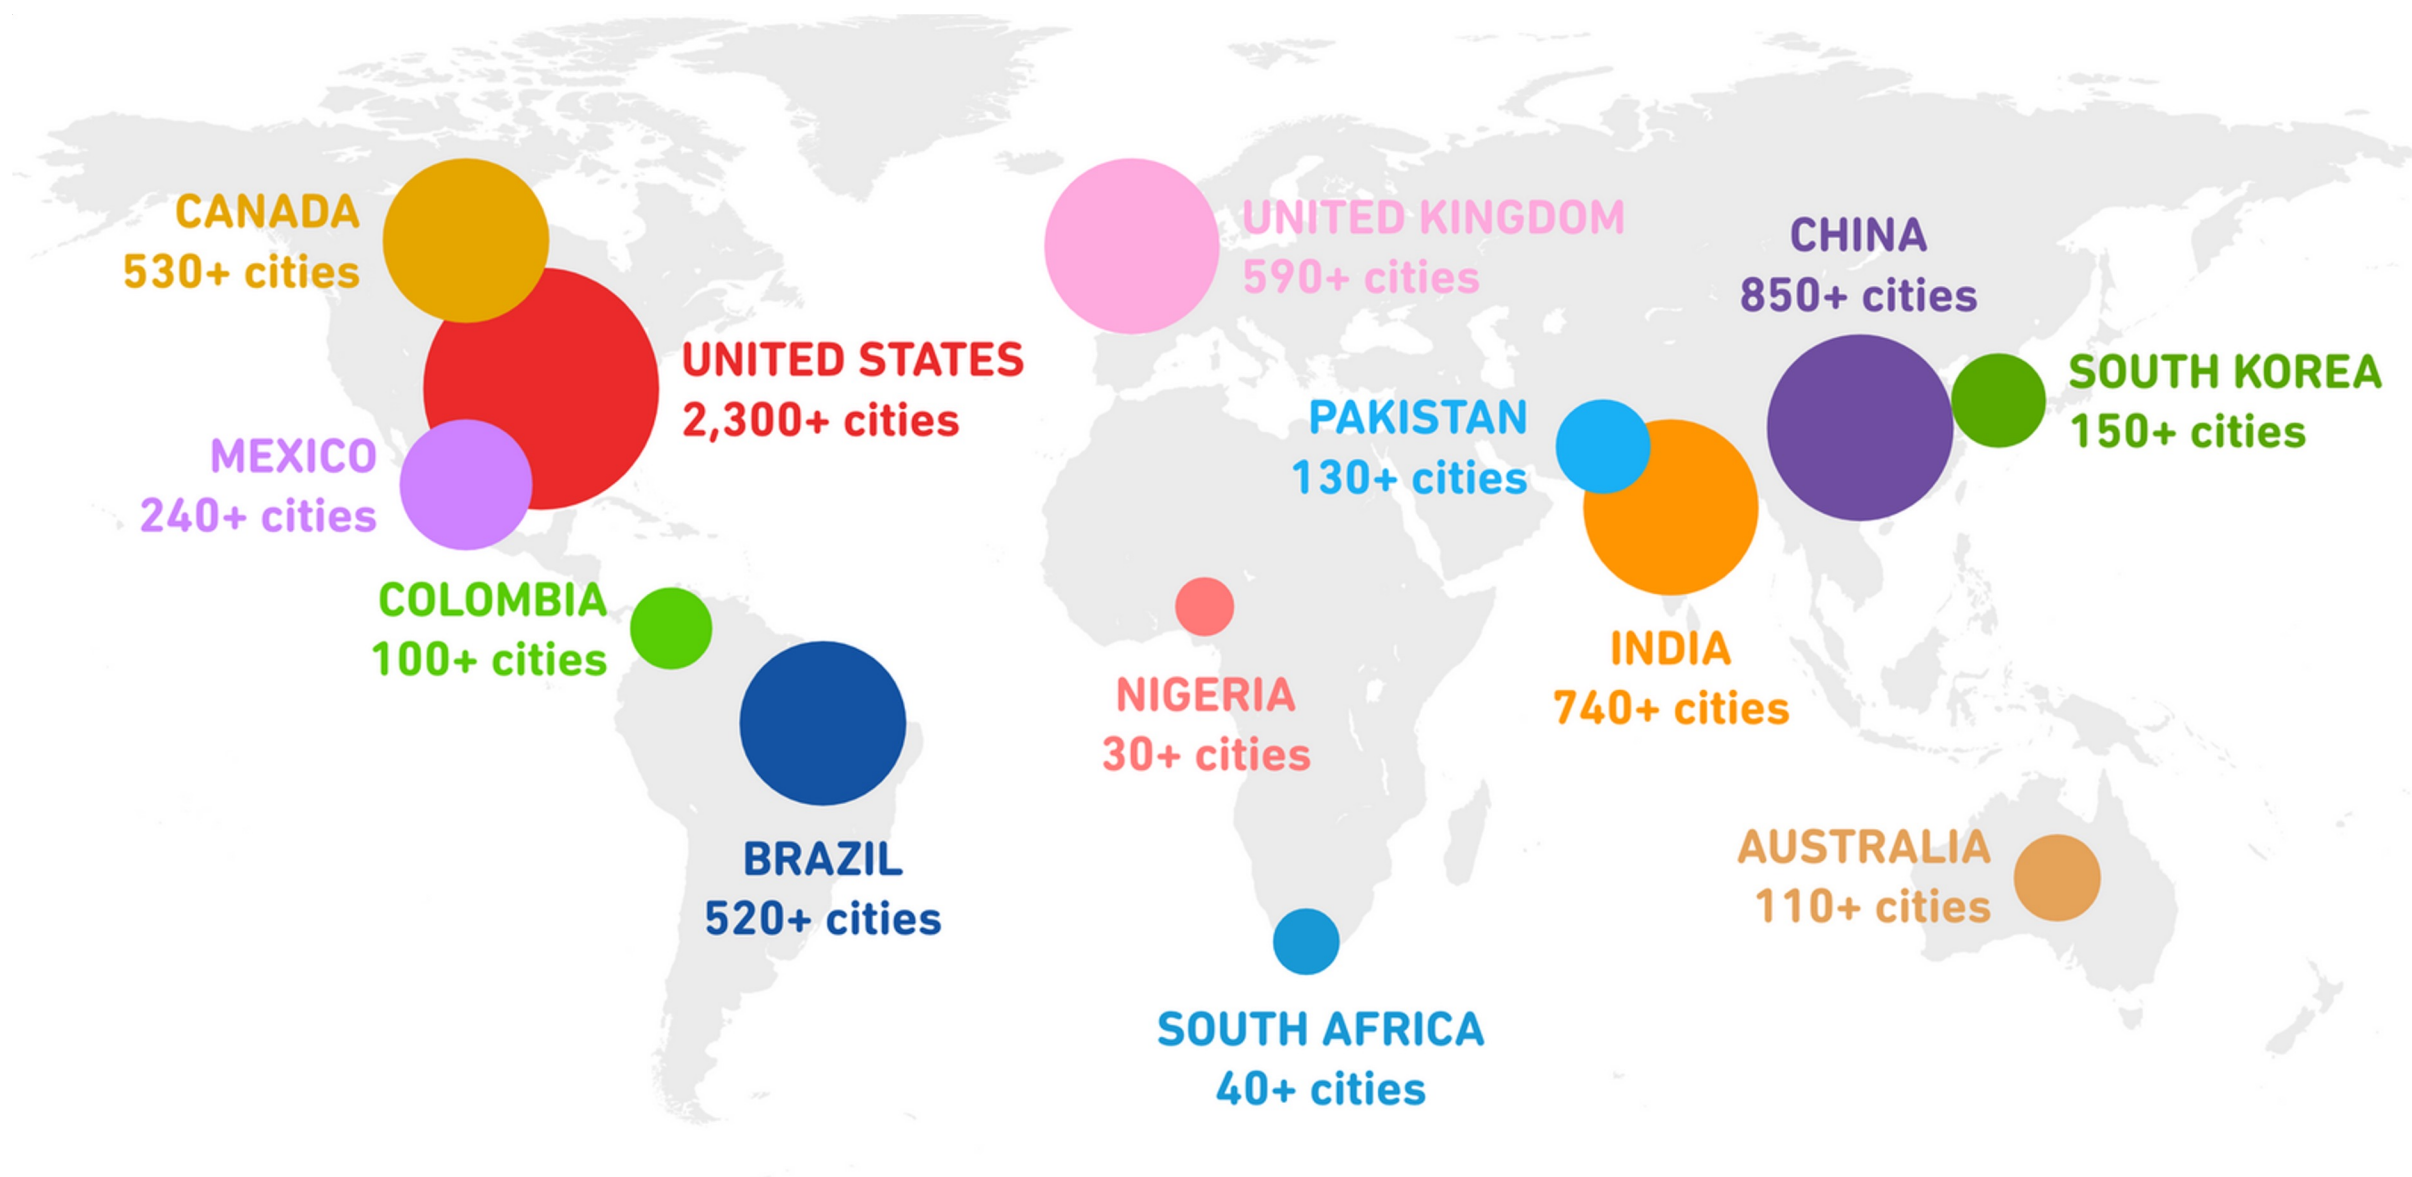 CANADA
530+ cities
UNITED STATES
2,300+ cities
MEXICO
240+ cities
COLOMBIA
100+ cities
BRAZIL
520+ cities
UNITED KINGDOM
590+ cities
NIGERIA
30+ cities
SOUTH AFRICA
40+ cities
PAKISTAN
130+ cities
INDIA
740+ cities
CHINA
850+ cities
SOUTH KOREA
150+ cities
AUSTRALIA
110+ cities